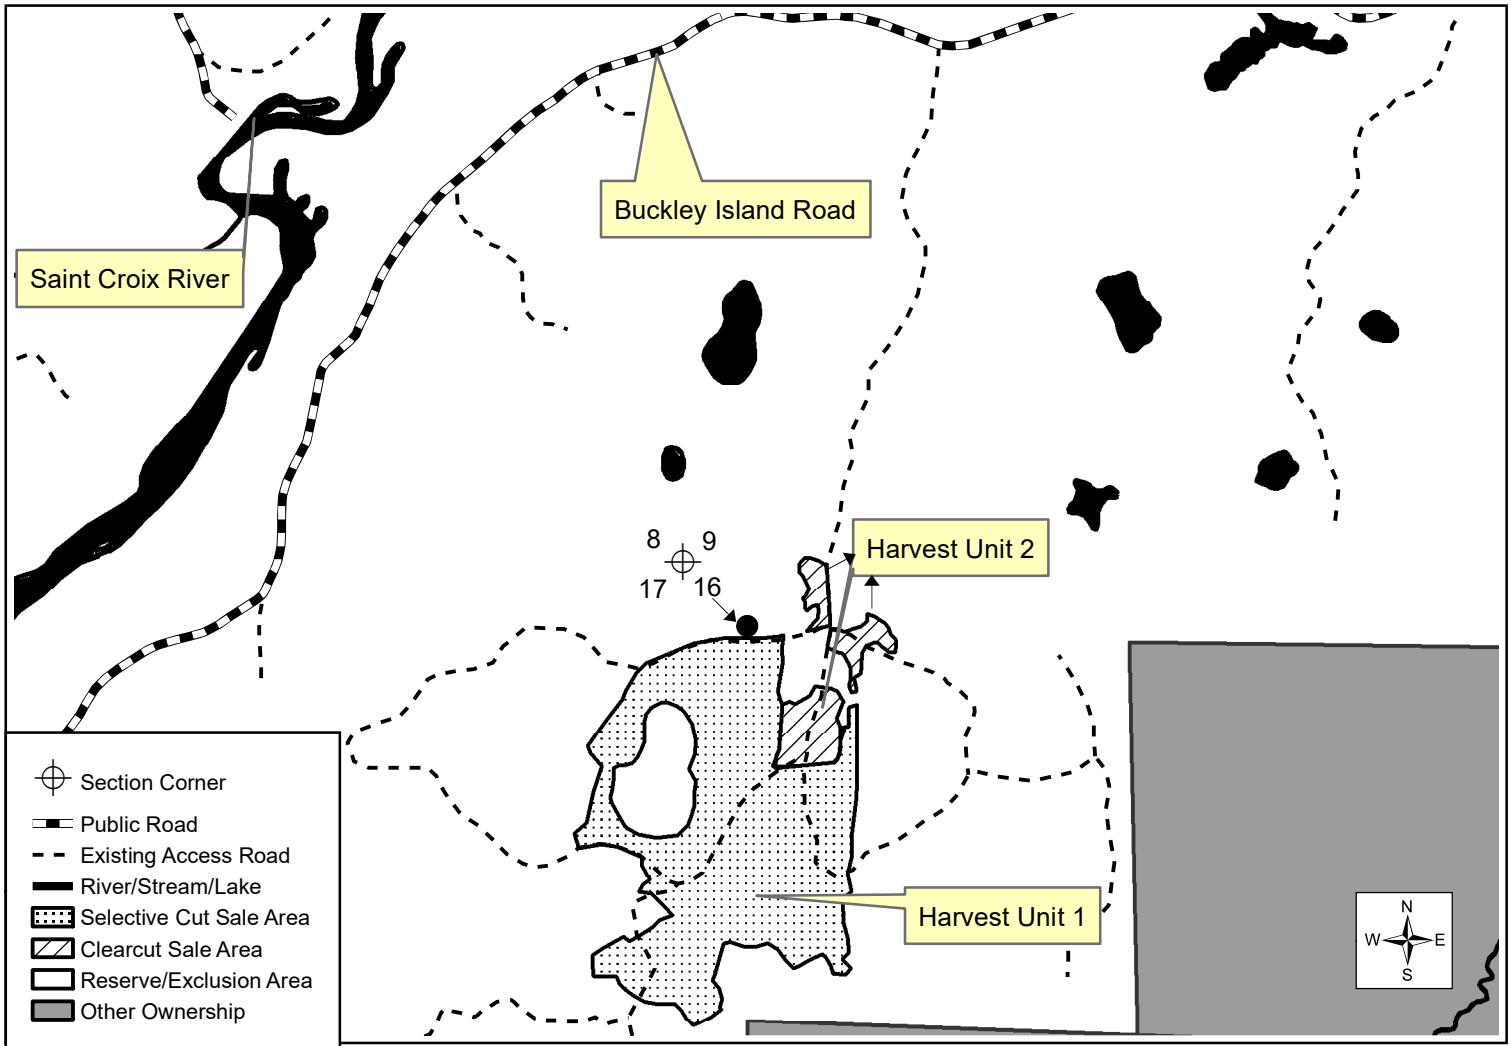 Buckley Island Road
Saint Croix River
8 9
17 16
Harvest Unit 2
Harvest Unit 1
Section Corner
Public Road
Existing Access Road
River/Stream/Lake
Selective Cut Sale Area
Clearcut Sale Area
Reserve/Exclusion Area
Other Ownership
N
W E
S